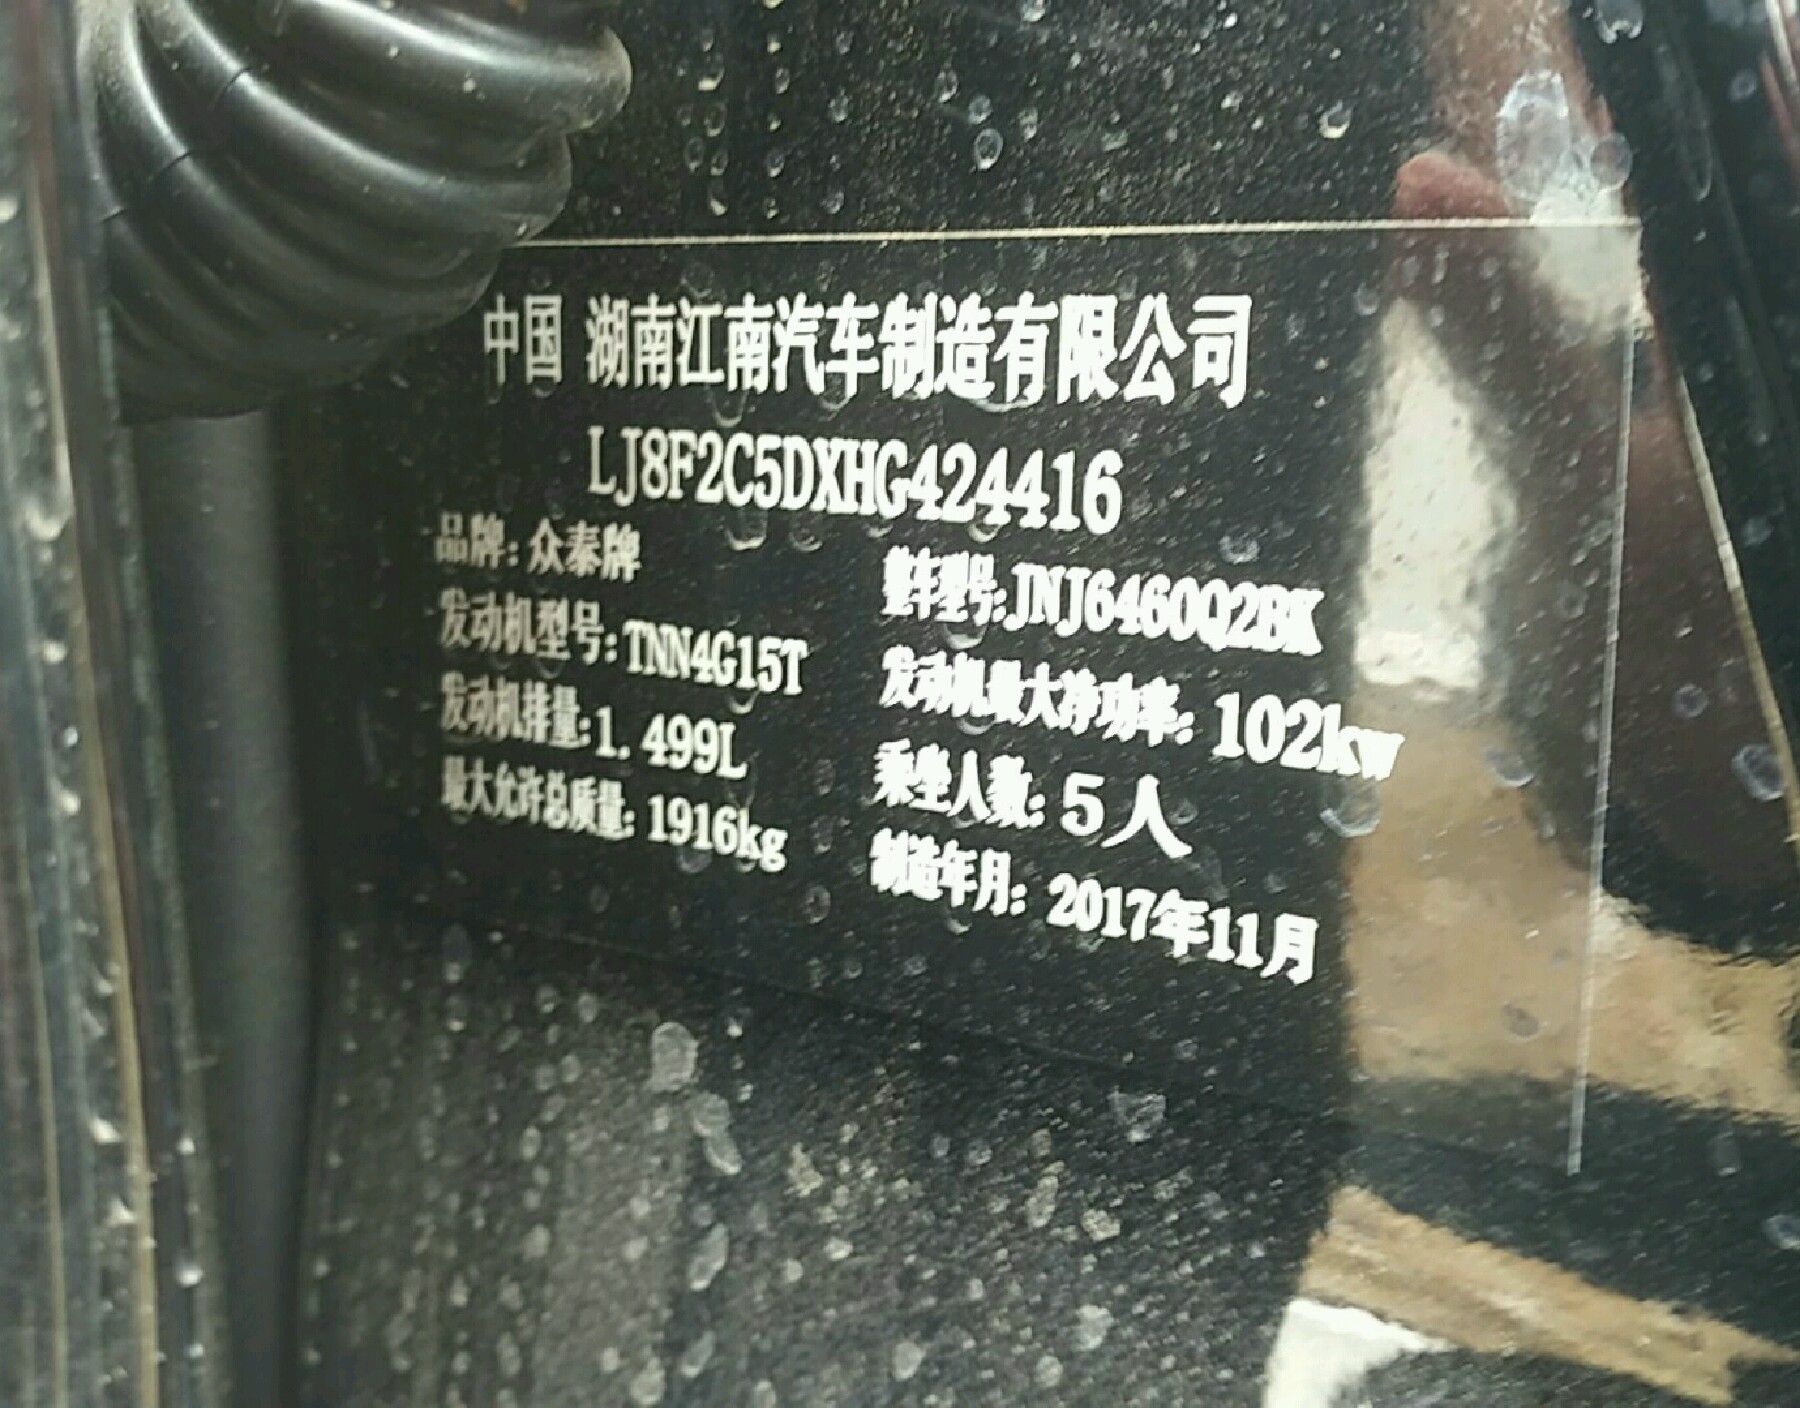 中国 湖南江南汽车制造有限公司
LJ8F2C5DXHG424416
品牌:众泰牌 整车型号:JNJ6460Q2BK
发动机型号:TNN4G15T 发动机最大净功率:102kw
发动机排量:1.499L 乘坐人数:5人
最大允许总质量:1916kg 制造年月:2017年11月